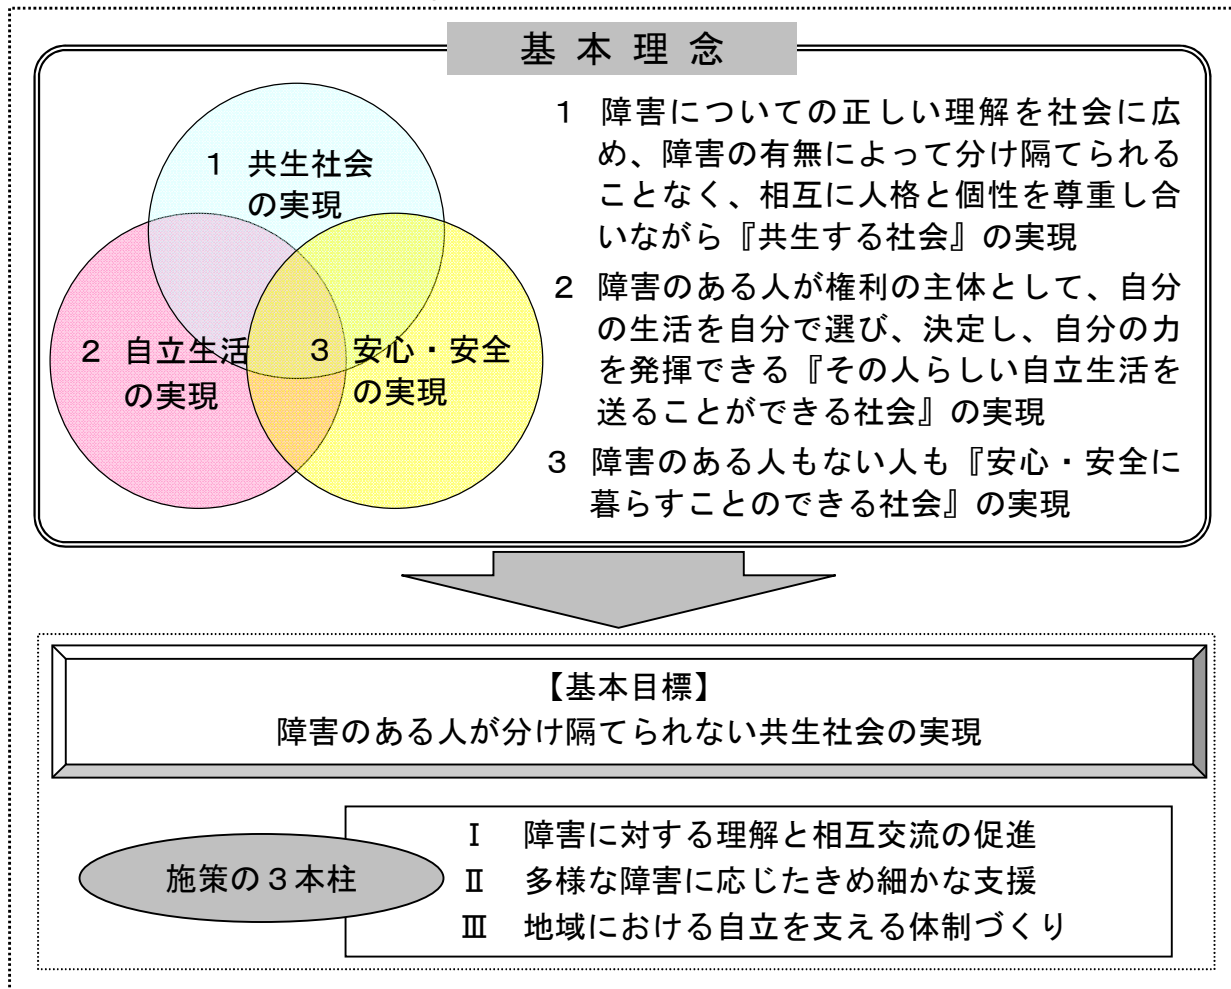 基本理念
1 共生社会
の実現
2 自立生活
の実現
3 安心・安全
の実現
1 障害についての正しい理解を社会に広
め、障害の有無によって分け隔てられる
ことなく、相互に人格と個性を尊重し合
いながら『共生する社会』の実現
2 障害のある人が権利の主体として、自分
の生活を自分で選び、決定し、自分の力
を発揮できる『その人らしい自立生活を
送ることができる社会』の実現
3 障害のある人もない人も『安心・安全に
暮らすことのできる社会』の実現
【基本目標】
障害のある人が分け隔てられない共生社会の実現
施策の3本柱
Ⅰ 障害に対する理解と相互交流の促進
Ⅱ 多様な障害に応じたきめ細かな支援
Ⅲ 地域における自立を支える体制づくり